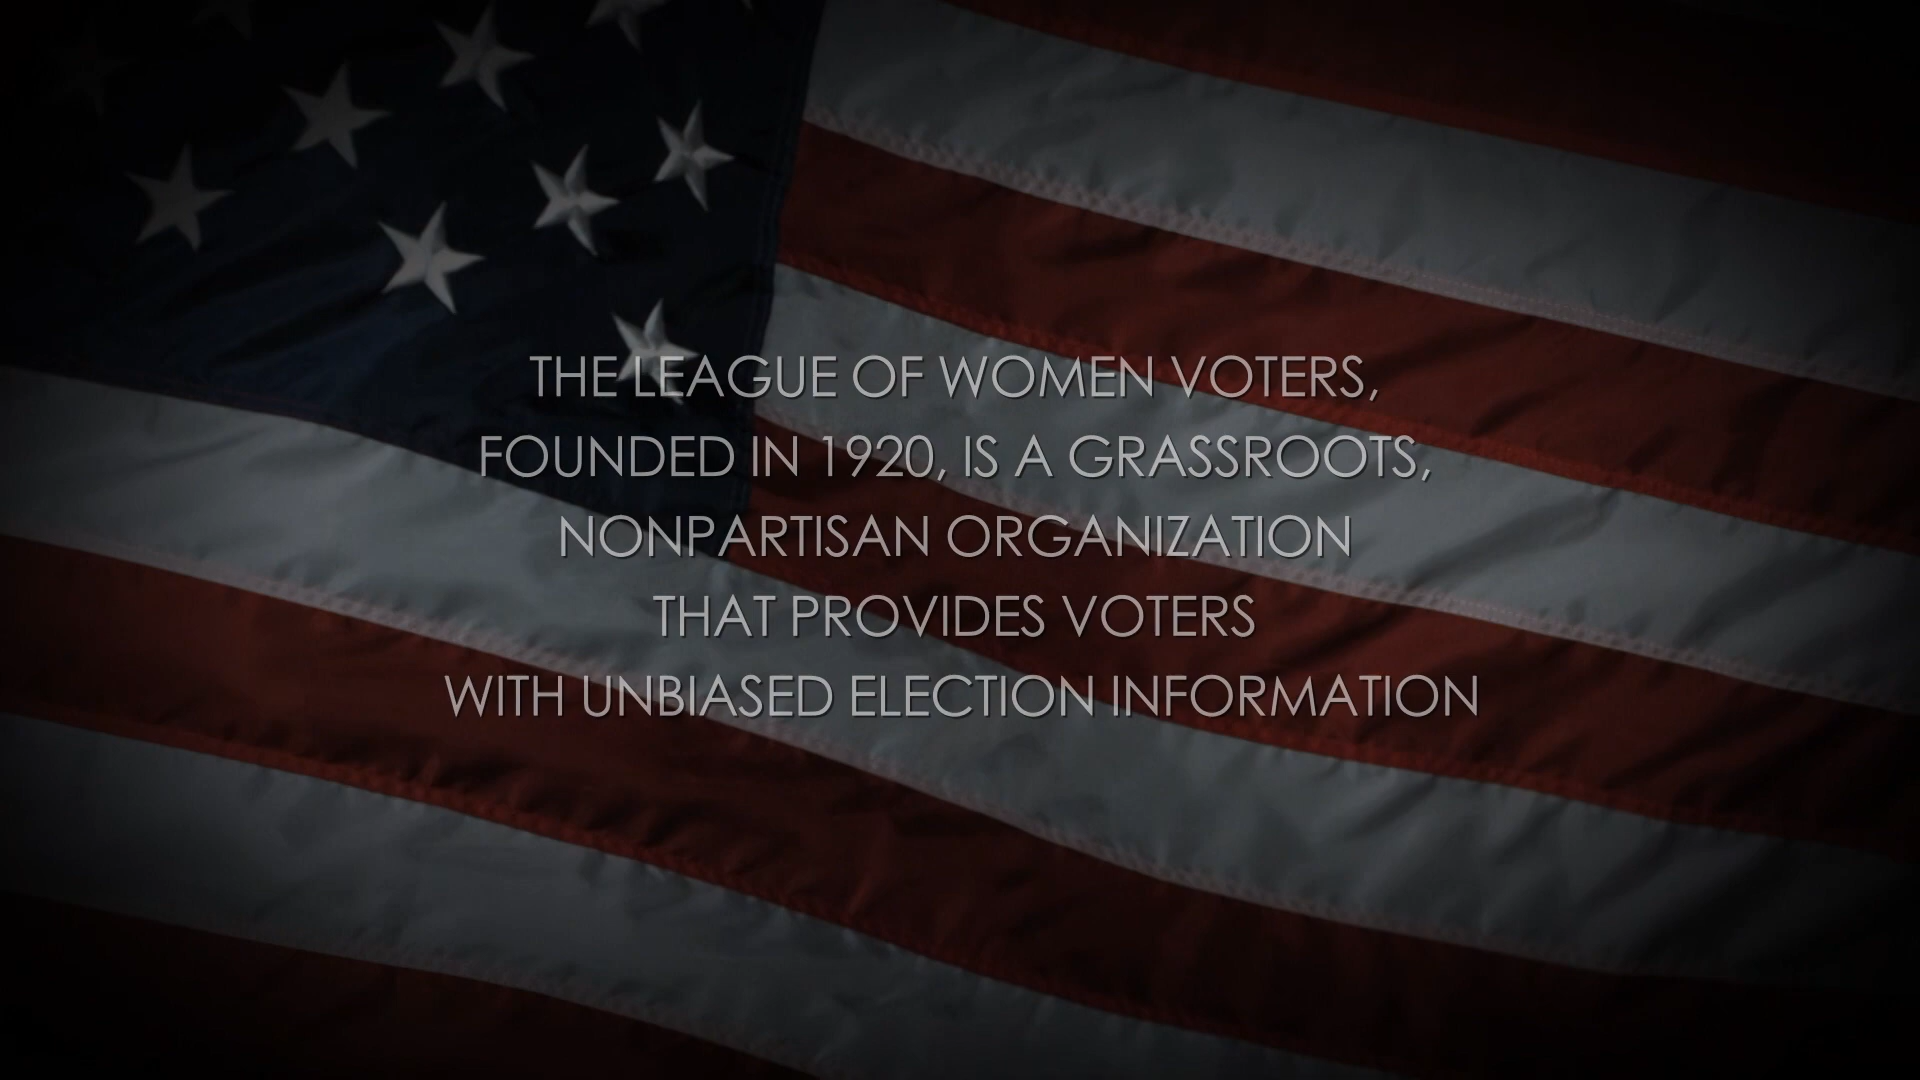 THE LEAGUE OF WOMEN VOTERS,
FOUNDED IN 1920, IS A GRASSROOTS,
NONPARTISAN ORGANIZATION
THAT PROVIDES VOTERS
WITH UNBIASED ELECTION INFORMATION